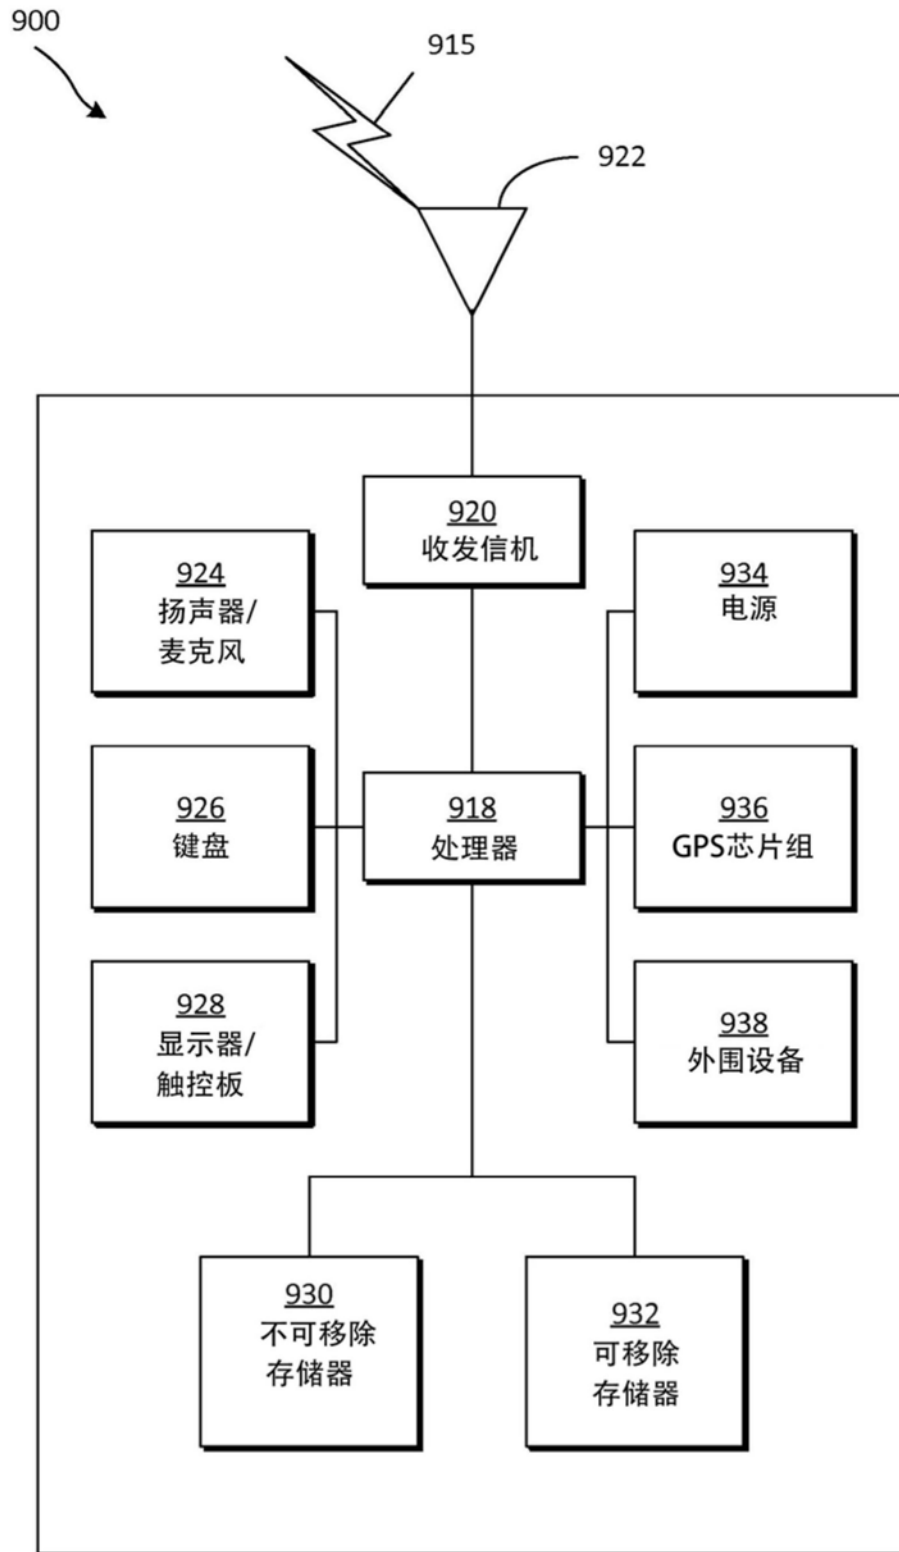 900
915
922
920
收发信机
924
扬声器/
麦克风
934
电源
926
键盘
918
处理器
936
GPS芯片组
928
显示器/
触控板
938
外围设备
930
不可移除
存储器
932
可移除
存储器